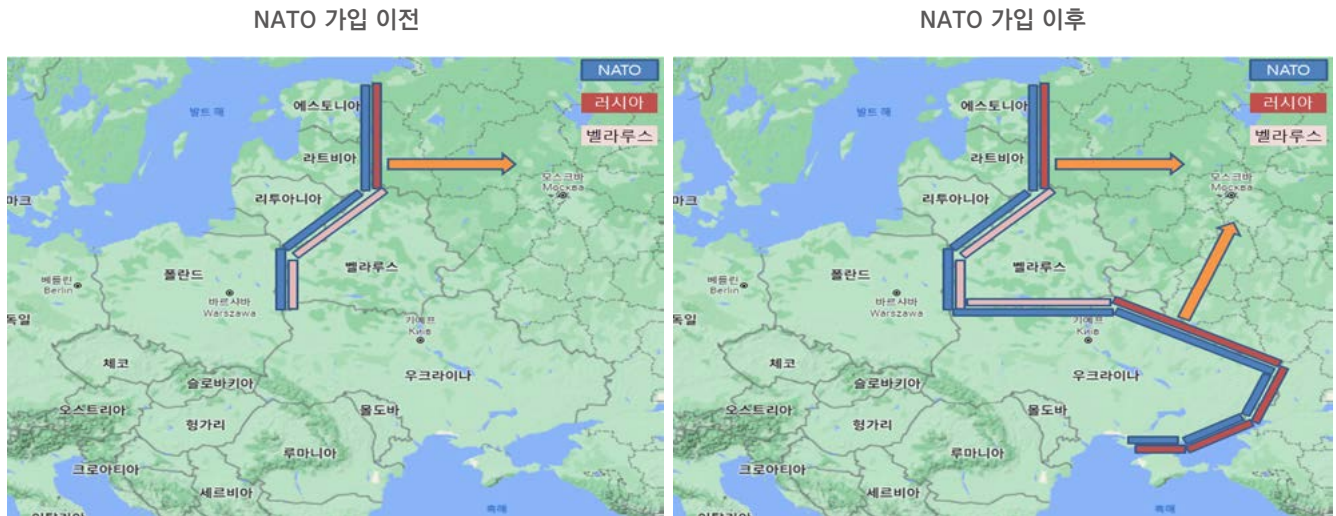 NATO 가입 이전
NATO
러시아
벨라루스
발트 해
에스토니아
라트비아
리투아니아
모스크바
Москва
마크
벨라루스
폴란드
베를린
Berlin
바르샤바
Warszawa
독일
키예프
Київ
체코
우크라이나
슬로바키아
오스트리아
몰도바
헝가리
루마니아
크로아티아
세르비아
흑해
NATO 가입 이후
NATO
러시아
벨라루스
발트 해
에스토니아
라트비아
리투아니아
모스크바
Москва
마크
벨라루스
폴란드
베를린
Berlin
바르샤바
Warszawa
독일
키예프
Київ
체코
우크라이나
슬로바키아
오스트리아
몰도바
헝가리
루마니아
크로아티아
세르비아
흑해